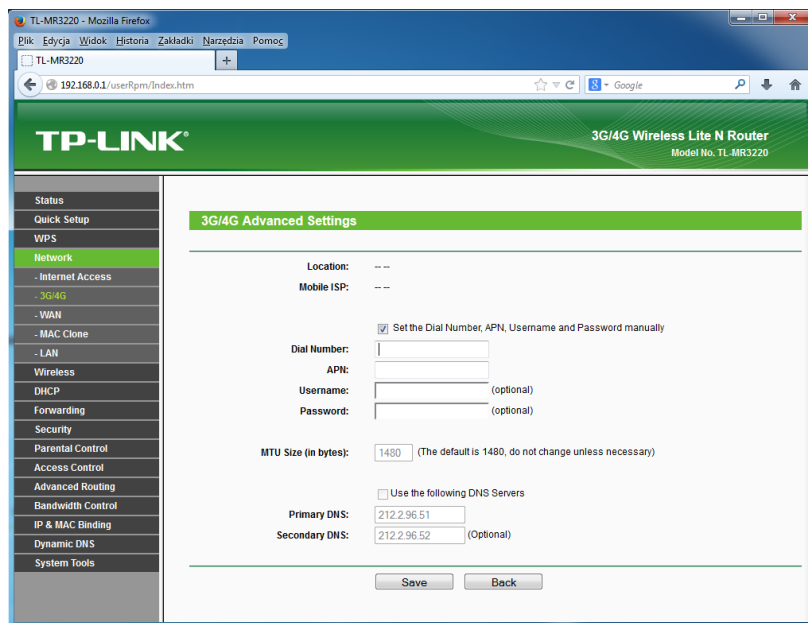 TL-MR3220 - Mozilla Firefox
Plik Edycja Widok Historia Zakładki Narzędzia Pomoc
TL-MR3220 +
192.168.0.1/userRpm/Index.htm
8 Google
TP-LINK®
3G/4G Wireless Lite N Router
Model No. TL-MR3220
Status
Quick Setup
WPS
Network
- Internet Access
- 3G/4G
- WAN
- MAC Clone
- LAN
Wireless
DHCP
Forwarding
Security
Parental Control
Access Control
Advanced Routing
Bandwidth Control
IP & MAC Binding
Dynamic DNS
System Tools
3G/4G Advanced Settings
Location: -- --
Mobile ISP: -- --
Set the Dial Number, APN, Username and Password manually
Dial Number:
APN:
Username: (optional)
Password: (optional)
MTU Size (in bytes): 1480 (The default is 1480, do not change unless necessary)
Use the following DNS Servers
Primary DNS: 212.2.96.51
Secondary DNS: 212.2.96.52 (Optional)
Save Back